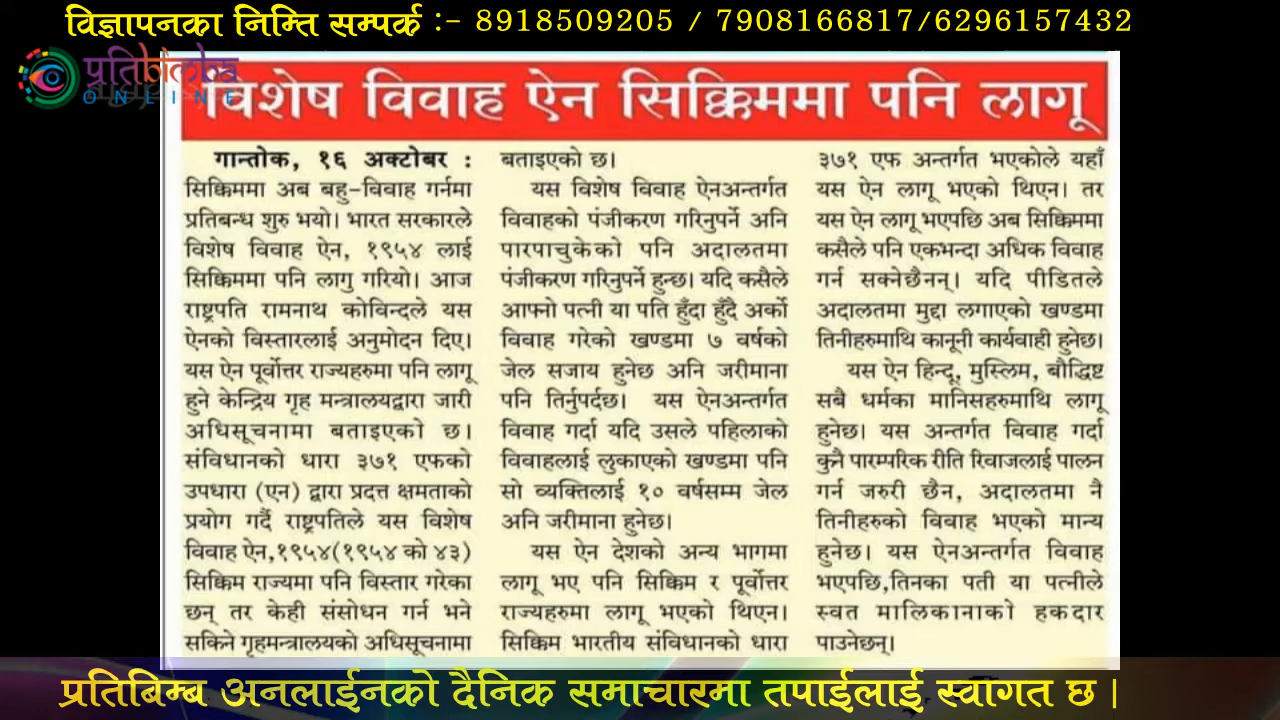 विज्ञापनका निम्ति सम्पर्क :- 8918509205 / 7908166817/6296157432
प्रतिbimba
ONLINE
विशेष विवाह ऐन सिक्किममा पनि लागू
गान्तोक, १६ अक्टोबर :
सिक्किममा अब बहु-विवाह गर्नमा
प्रतिबन्ध शुरु भयो। भारत सरकारले
विशेष विवाह ऐन, १९५४ लाई
सिक्किममा पनि लागु गरियो। आज
राष्ट्रपति रामनाथ कोविन्दले यस
ऐनको विस्तारलाई अनुमोदन दिए।
यस ऐन पूर्वोत्तर राज्यहरुमा पनि लागू
हुने केन्द्रिय गृह मन्त्रालयद्वारा जारी
अधिसूचनामा बताइएको छ।
संविधानको धारा ३७१ एफको
उपधारा (एन) द्वारा प्रदत्त क्षमताको
प्रयोग गर्दै राष्ट्रपतिले यस विशेष
विवाह ऐन,१९५४(१९५४ को ४३)
सिक्किम राज्यमा पनि विस्तार गरेका
छन् तर केही संसोधन गर्न भने
सकिने गृहमन्त्रालयको अधिसूचनामा
बताइएको छ।
यस विशेष विवाह ऐनअन्तर्गत
विवाहको पंजीकरण गरिनुपर्ने अनि
पारपाचुकेको पनि अदालतमा
पंजीकरण गरिनुपर्ने हुन्छ। यदि कसैले
आफ्नो पत्नी या पति हुँदा हुँदै अर्को
विवाह गरेको खण्डमा ७ वर्षको
जेल सजाय हुनेछ अनि जरीमाना
पनि तिर्नुपर्दछ। यस ऐनअन्तर्गत
विवाह गर्दा यदि उसले पहिलाको
विवाहलाई लुकाएको खण्डमा पनि
सो व्यक्तिलाई १० वर्षसम्म जेल
अनि जरीमाना हुनेछ।
यस ऐन देशको अन्य भागमा
लागू भए पनि सिक्किम र पूर्वोत्तर
राज्यहरुमा लागू भएको थिएन।
सिक्किम भारतीय संविधानको धारा
३७१ एफ अन्तर्गत भएकोले यहाँ
यस ऐन लागू भएको थिएन। तर
यस ऐन लागू भएपछि अब सिक्किममा
कसैले पनि एकभन्दा अधिक विवाह
गर्न सक्नेछैनन्। यदि पीडितले
अदालतमा मुद्दा लगाएको खण्डमा
तिनीहरुमाथि कानूनी कार्यवाही हुनेछ।
यस ऐन हिन्दू, मुस्लिम, बौद्धिष्ट
सबै धर्मका मानिसहरुमाथि लागू
हुनेछ। यस अन्तर्गत विवाह गर्दा
कुनै पारम्परिक रीति रिवाजलाई पालन
गर्न जरुरी छैन, अदालतमा नै
तिनीहरुको विवाह भएको मान्य
हुनेछ। यस ऐनअन्तर्गत विवाह
भएपछि,तिनका पती या पत्नीले
स्वत मालिकानाको हकदार
पाउनेछन्।
प्रतिबिम्ब अनलाईनको दैनिक समाचारमा तपाईलाई स्वागत छ।